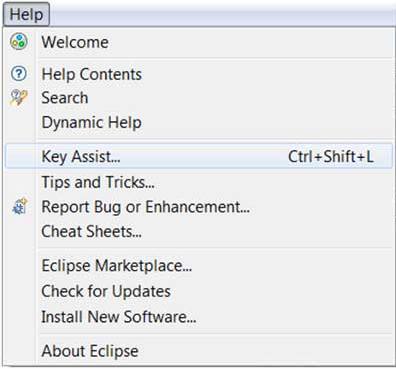 Help
Welcome
Help Contents
Search
Dynamic Help
Key Assist... Ctrl+Shift+L
Tips and Tricks...
Report Bug or Enhancement...
Cheat Sheets...
Eclipse Marketplace...
Check for Updates
Install New Software...
About Eclipse